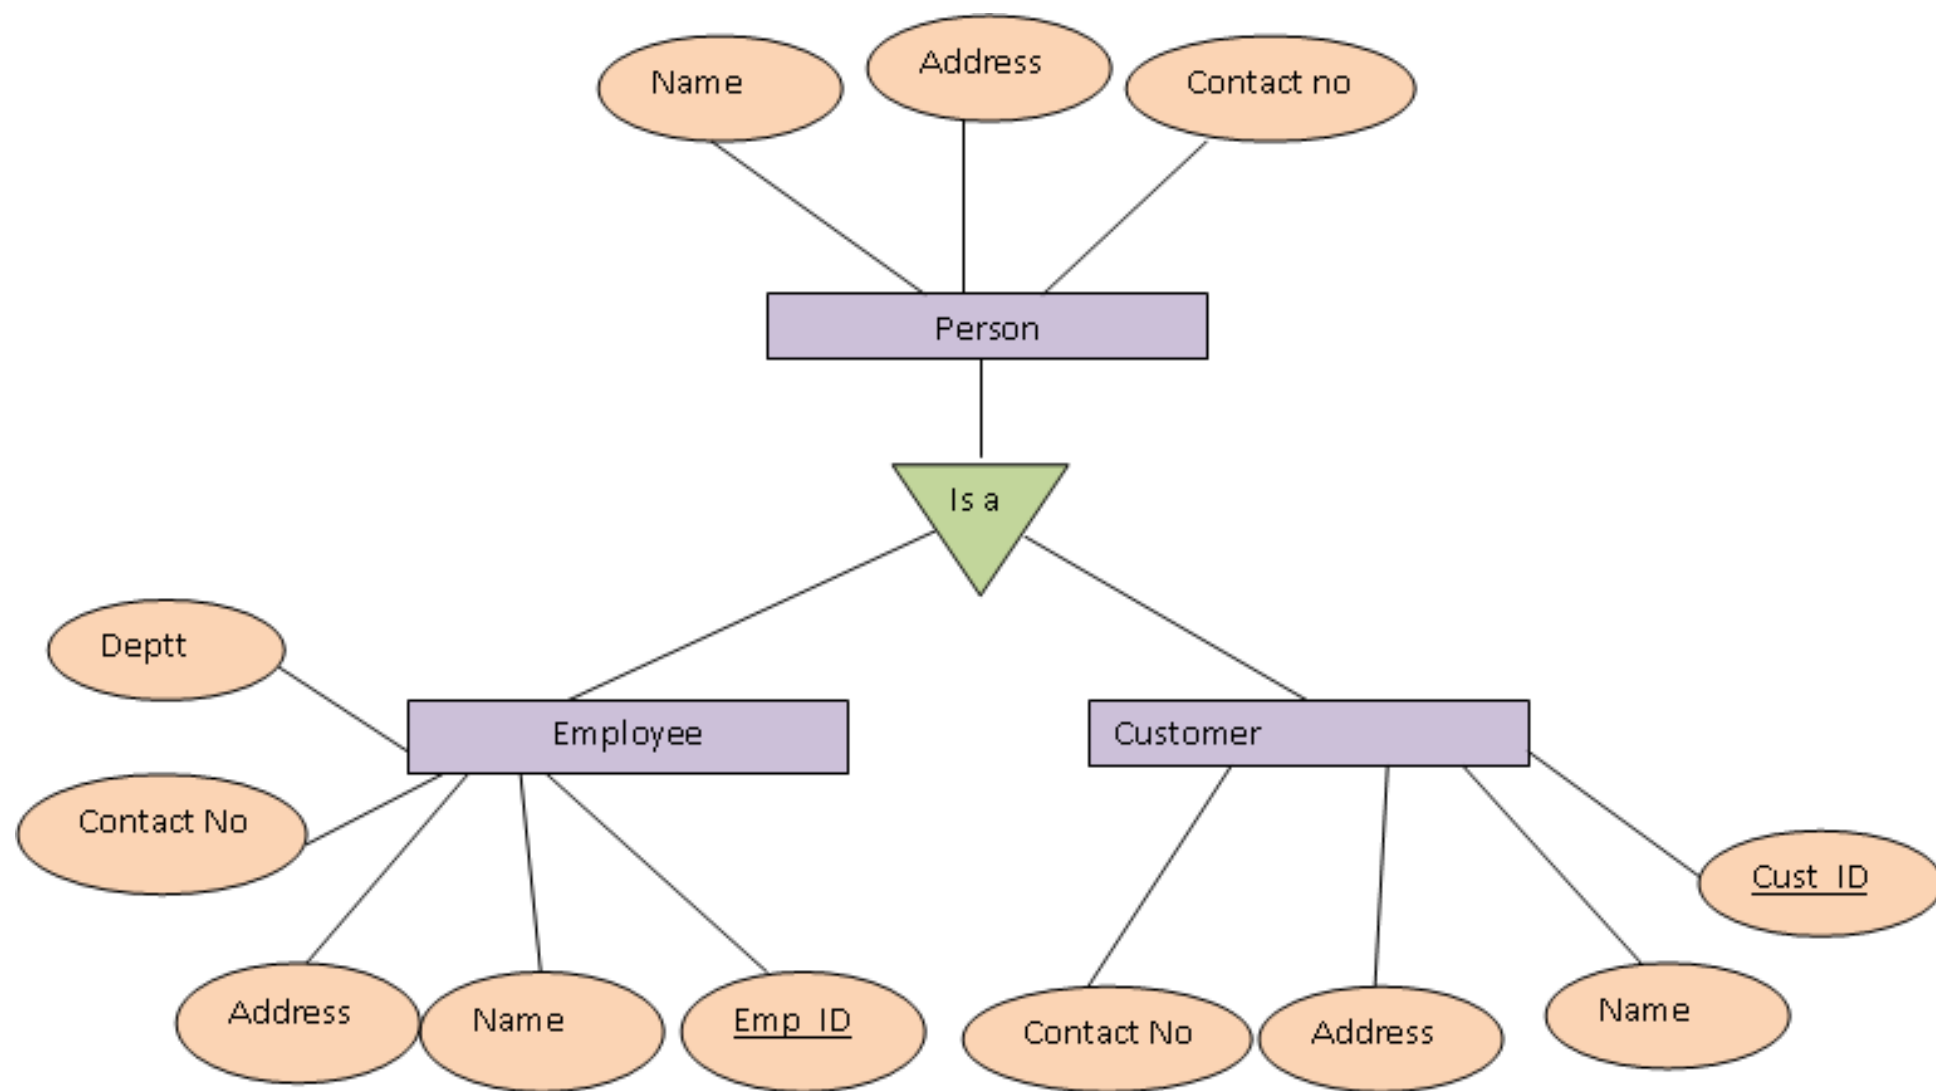 Name
Address
Contact no
Person
Is a
Deptt
Employee
Customer
Contact No
Cust_ID
Address
Name
Emp_ID
Contact No
Address
Name